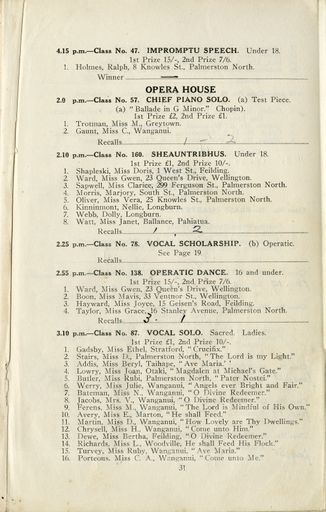 4.15 p.m.—Class No. 47. IMPROMPTU SPEECH. Under 18.
1st Prize 15/-, 2nd Prize 7/6.
1. Holmes, Ralph, 8 Knowles St., Palmerston North.
Winner —
OPERA HOUSE
2.0 p.m.—Class No. 57. CHIEF PIANO SOLO. (a) Test Piece.
(a) "Ballade in G Minor." Chopin).
1st Prize £2, 2nd Prize £1.
1. Trotman, Miss M., Greytown.
2. Gaunt, Miss C., Wanganui.
Recalls 1 - 2
2.10 p.m.—Class No. 160. SHEAUNTRIBHUS. Under 18.
1st Prize £1, 2nd Prize 10/-.
1. Shapleski, Miss Doris, 1 West St., Feilding.
2. Ward, Miss Gwen, 23 Queen's Drive, Wellington.
3. Sapwell, Miss Clarice, 299 Ferguson St., Palmerston North.
4. Morris, Marjory, South St., Palmerston North.
5. Oliver, Miss Vera, 25 Knowles St., Palmerston North.
6. Kinnimont, Nellie, Longburn.
7. Webb, Dolly, Longburn.
8. Watt, Miss Janet, Ballance, Pahiatua.
Recalls 1 2
2.25 p.m.—Class No. 78. VOCAL SCHOLARSHIP. (b) Operatic.
See Page 19
Recalls
2.55 p.m.—Class No. 138. OPERATIC DANCE. 16 and under.
1st Prize 15/-, 2nd Prize 7/6.
1. Ward, Miss Gwen, 23 Queen's Drive, Wellington.
2. Boon, Miss Mavis, 33 Ventnor St., Wellington.
3. Hayward, Miss Joyce, 15 Geisen's Road, Feilding.
4. Taylor, Miss Grace, 16 Stanley Avenue, Palmerston North.
Recalls 3. 1
3.10 p.m.—Class No. 87. VOCAL SOLO. Sacred. Ladies.
1st Prize £1, 2nd Prize 10/-.
1. Gadsby, Miss Ethel, Stratford, "Crucifix."
2. Stairs, Miss D., Palmerston North, "The Lord is my Light."
3. Addis, Miss Beryl, Taihape, "Ave Maria."
4. Lowry, Miss Joan, Otaki, "Magdalen at Michael's Gate."
5. Butler, Miss Rubi, Palmerston North, "Pater Noster."
6. Werry, Miss Julie, Wanganui, "Angels ever Bright and Fair."
7. Bateman, Miss N., Wanganui, "O Divine Redeemer."
8. Jacobs, Mrs. V., Wanganui, "O Divine Redeemer."
9. Ferens, Miss M., Wanganui, "The Lord is Mindful of His Own."
10. Avery, Miss E., Marton, "He shall Feed."
11. Martin, Miss D., Wanganui, "How Lovely are Thy Dwellings."
12. Chrysell, Miss H., Wanganui, "Come unto Him."
13. Dewe, Miss Bertha, Feilding, "O Divine Redeemer."
14. Richards, Miss L., Woodville, He shall Feed His Flock."
15. Turvey, Miss Ruby, Wanganui, "Ave Maria."
16. Porteous, Miss C. A., Wanganui, "Come unto Me."
31